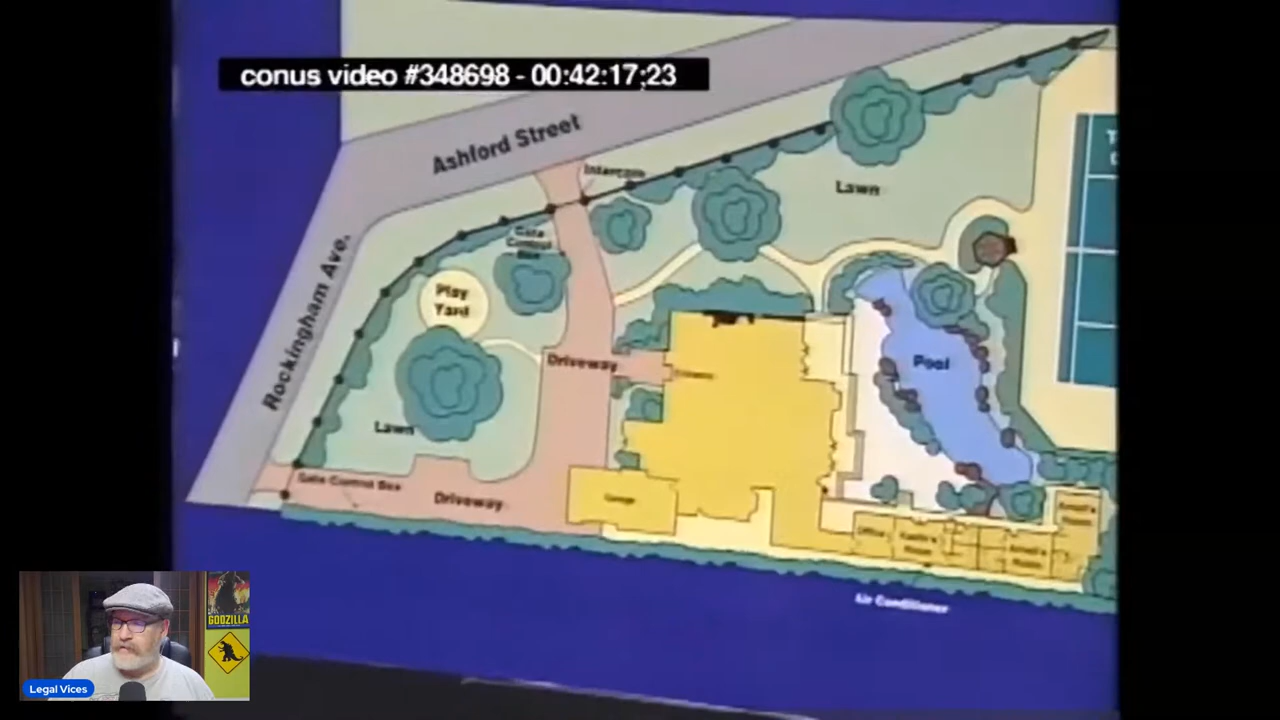 conus video #348698 - 00:42:17;23
Ashford Street
Intercom
Lawn
Gate
Control
Box
Rockingham Ave.
Play
Yard
Driveway
Pool
Lawn
Gate Control Box
Driveway
Garage
Office
Air Conditioner
GODZILLA
Legal Vices